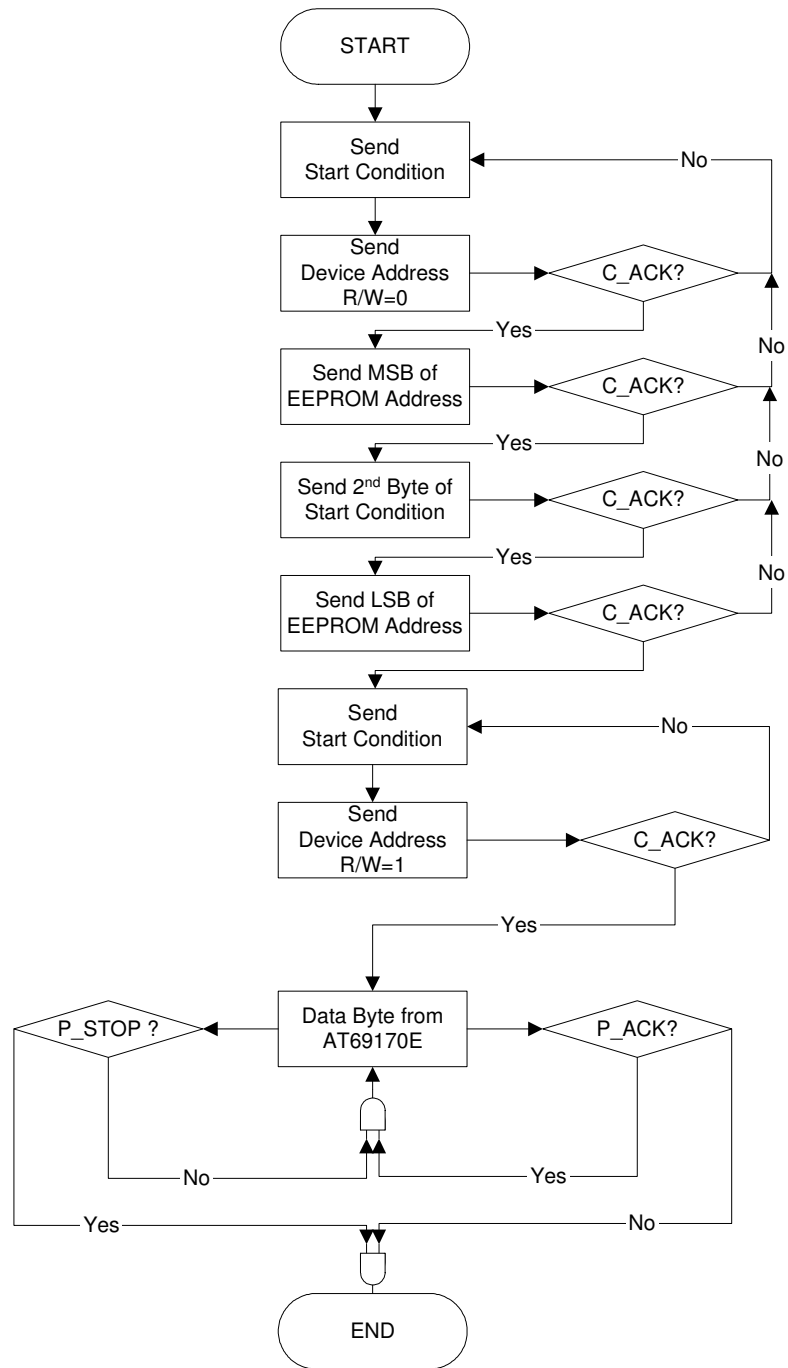 START
Send
Start Condition
No
Send
Device Address
R/W=0
C_ACK?
Yes
No
Send MSB of
EEPROM Address
C_ACK?
Yes
No
Send 2nd Byte of
Start Condition
C_ACK?
Yes
No
Send LSB of
EEPROM Address
C_ACK?
Send
Start Condition
No
Send
Device Address
R/W=1
C_ACK?
Yes
P_STOP ?
Data Byte from
AT69170E
P_ACK?
No
Yes
Yes
No
END